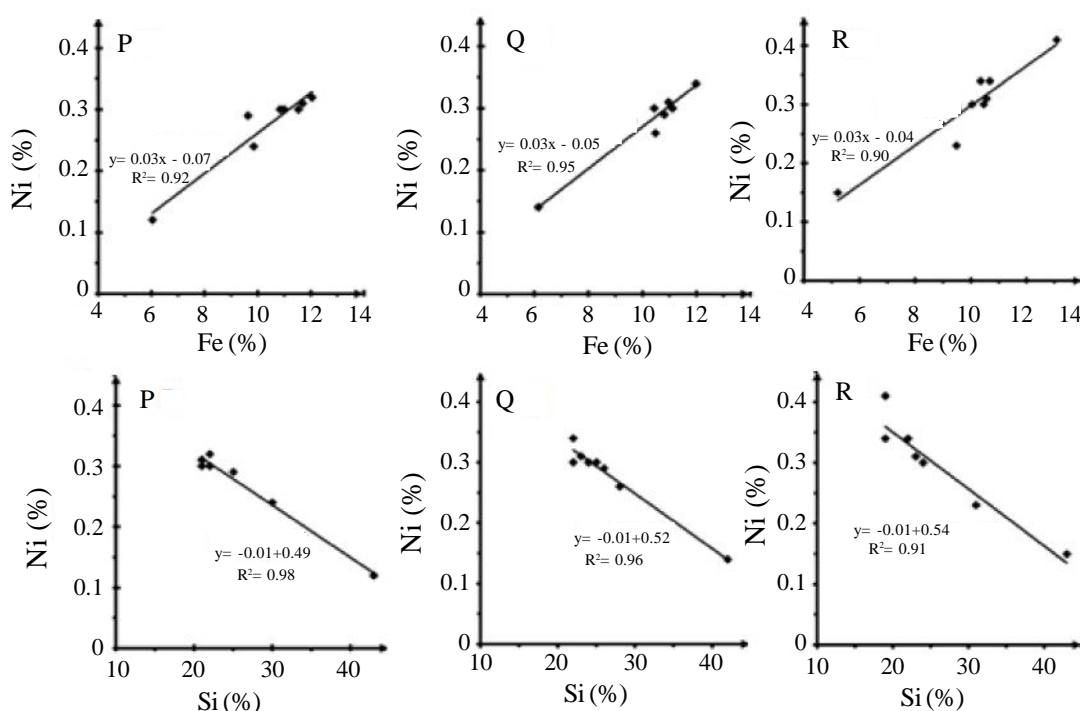 P
0.4
0.3
0.2
0.1
0
Ni (%)
y= 0.03x - 0.07
R²= 0.92
4 6 8 10 12 14
Fe (%)
Q
0.4
0.3
0.2
0.1
0
Ni (%)
y= 0.03x - 0.05
R²= 0.95
4 6 8 10 12 14
Fe (%)
R
0.4
0.3
0.2
0.1
0
Ni (%)
y= 0.03x - 0.04
R²= 0.90
4 6 8 10 12 14
Fe (%)
P
0.4
0.3
0.2
0.1
0
Ni (%)
y= -0.01+0.49
R²= 0.98
10 20 30 40
Si (%)
Q
0.4
0.3
0.2
0.1
0
Ni (%)
y= -0.01+0.52
R²= 0.96
10 20 30 40
Si (%)
R
0.4
0.3
0.2
0.1
0
Ni (%)
y= -0.01+0.54
R²= 0.91
10 20 30 40
Si (%)